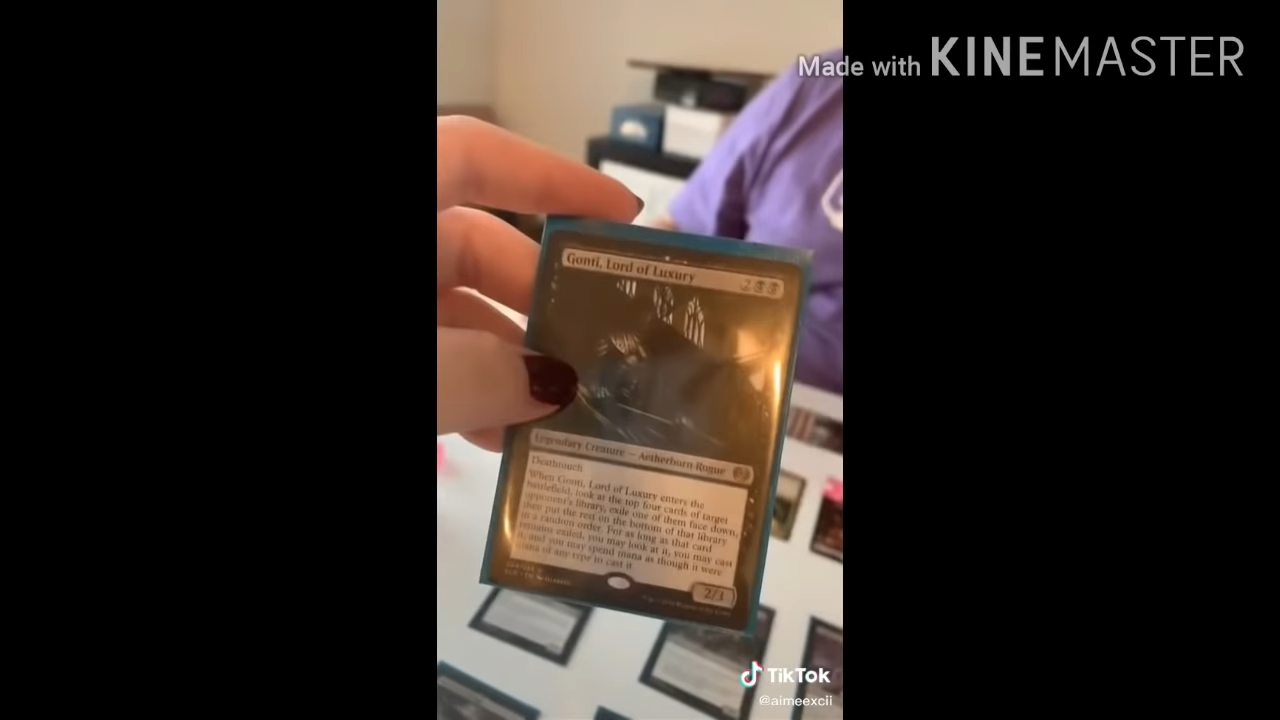 Made with KINEMASTER
Gonti, Lord of Luxury
2
Legendary Creature — Aetherborn Rogue
Deathtouch
When Gonti, Lord of Luxury enters the
battlefield, look at the top four cards of target
opponent's library, exile one of them face down,
then put the rest on the bottom of that library
in a random order. For as long as that card
remains exiled, you may look at it, you may cast
it, and you may spend mana as though it were
mana of any type to cast it
2/3
TikTok
@aimeexcii